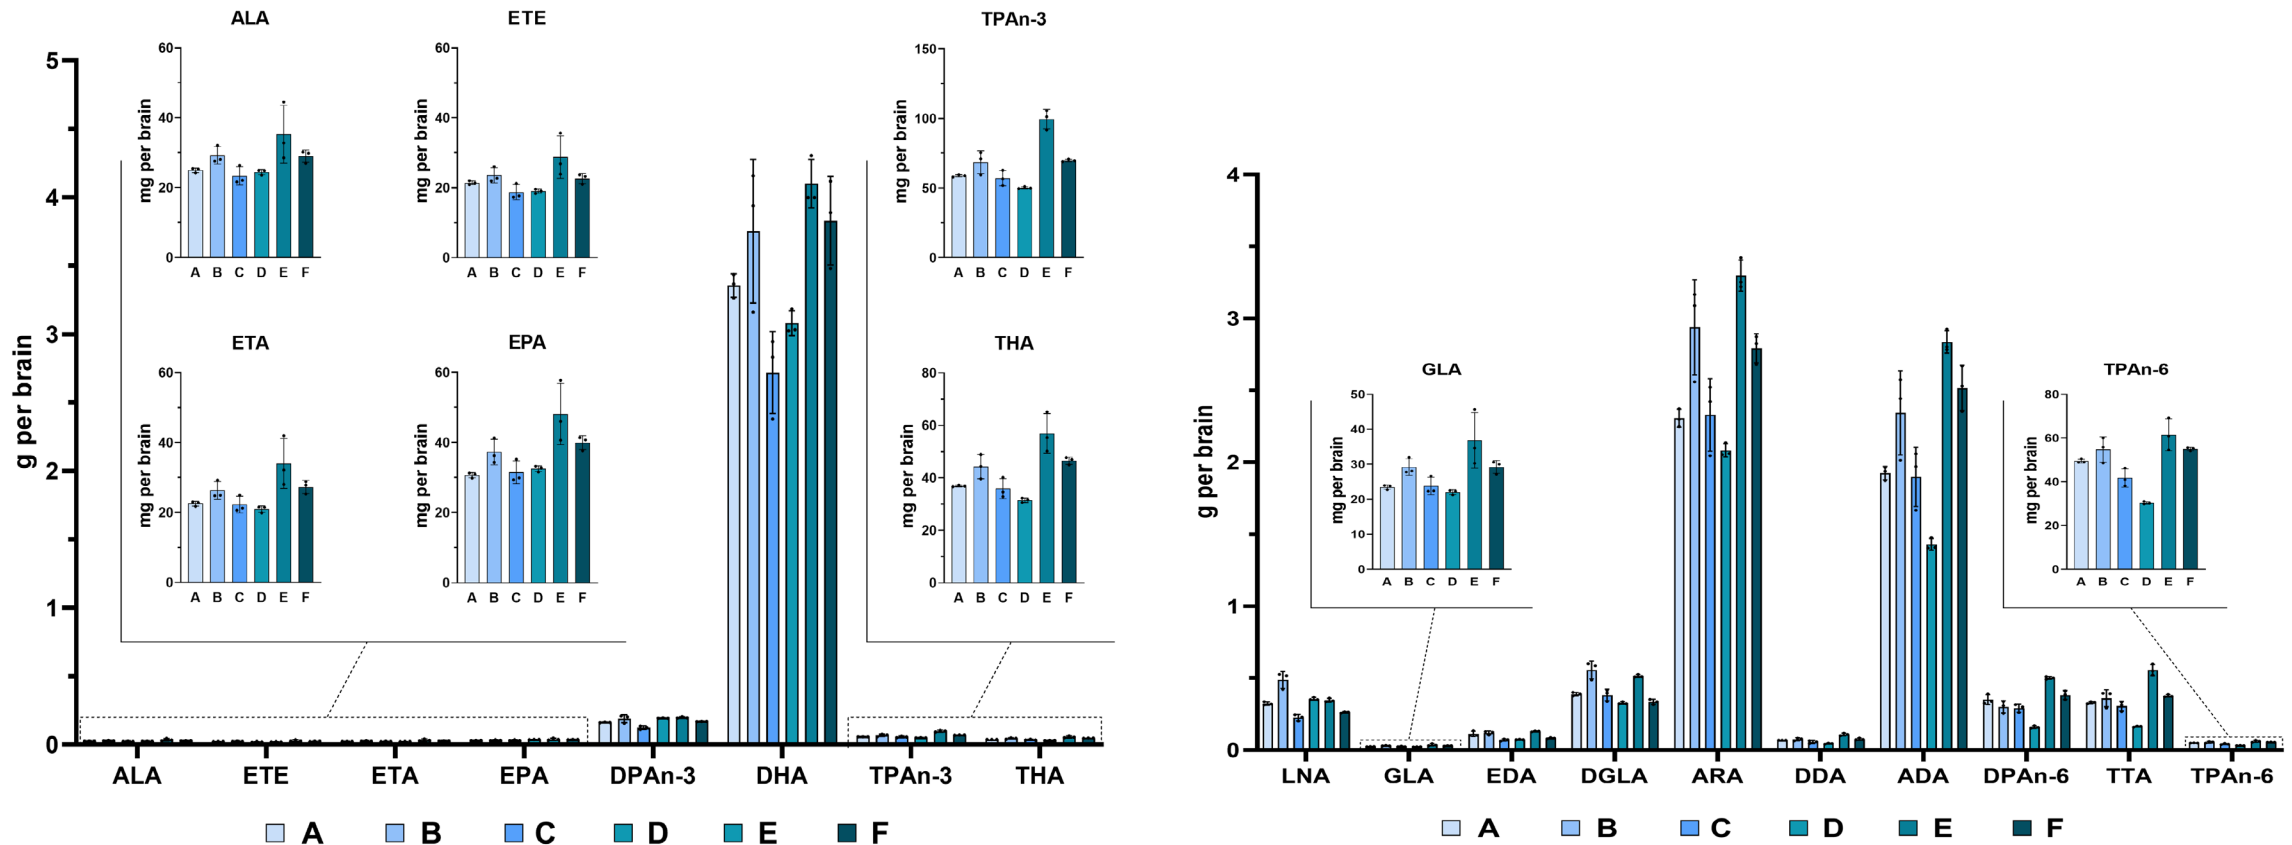 ALA
ETE
TPAn-3
5
4
3
2
1
0
g per brain
60
40
20
0
mg per brain
A B C D E F
60
40
20
0
mg per brain
A B C D E F
150
100
50
0
mg per brain
A B C D E F
ETA
EPA
THA
60
40
20
0
mg per brain
A B C D E F
60
40
20
0
mg per brain
A B C D E F
80
60
40
20
0
mg per brain
A B C D E F
ALA ETE ETA EPA DPAn-3 DHA TPAn-3 THA
A B C D E F
4
3
2
1
0
g per brain
GLA
50
40
30
20
10
0
mg per brain
A B C D E F
TPAn-6
80
60
40
20
0
mg per brain
A B C D E F
LNA GLA EDA DGLA ARA DDA ADA DPAn-6 TTA TPAn-6
A B C D E F